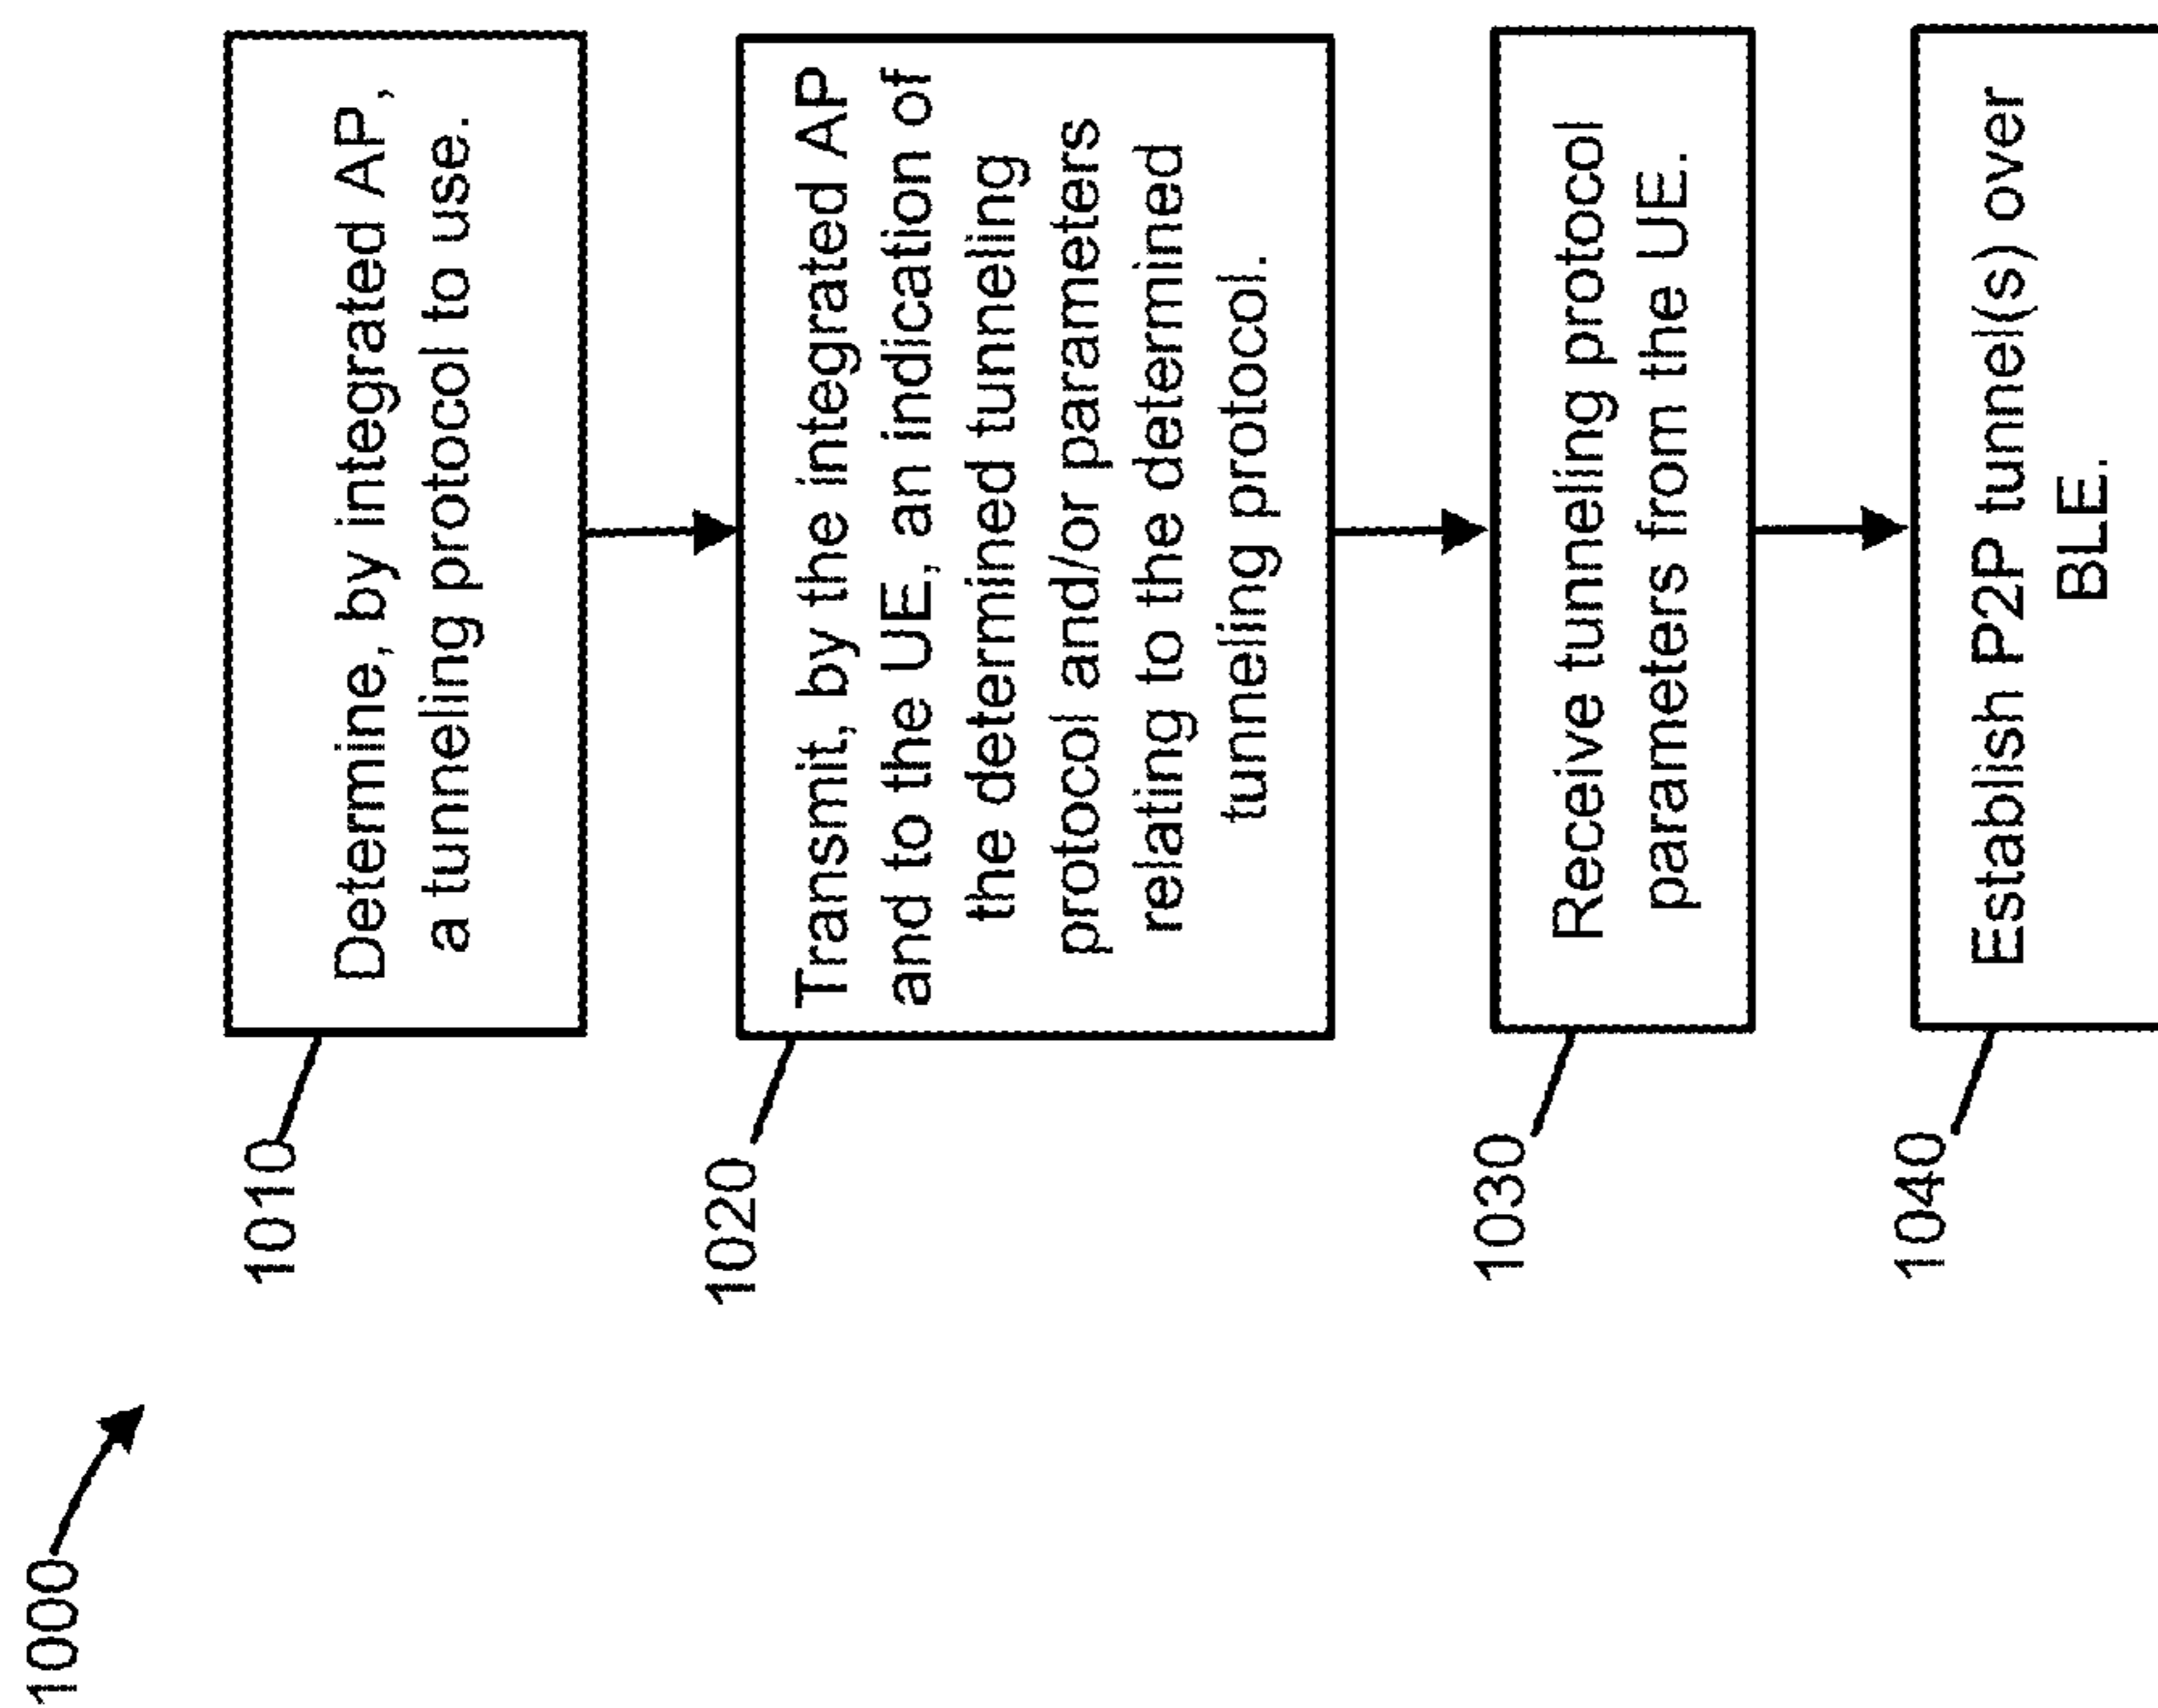 1000
1010
Determine, by integrated AP,
a tunneling protocol to use.
1020
Transmit, by the integrated AP
and to the UE, an indication of
the determined tunneling
protocol and/or parameters
relating to the determined
tunneling protocol.
1030
Receive tunneling protocol
parameters from the UE.
1040
Establish P2P tunnel(s) over
BLE.